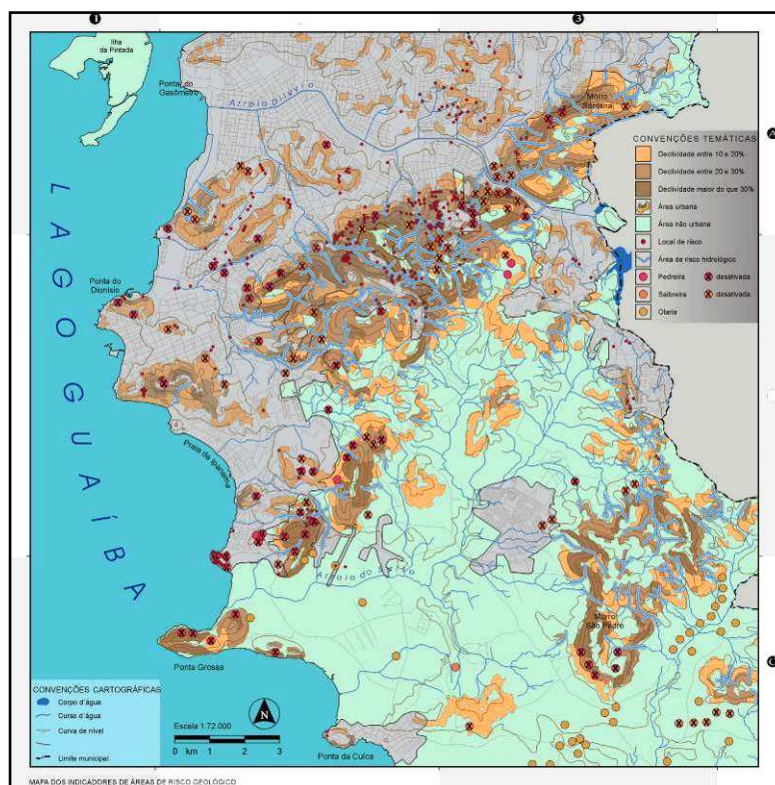 1
3
Ilha
da Pintada
Ponta do
Gasômetro
Arroio Dilúvio
Morro
Santana
A
CONVENÇÕES TEMÁTICAS
Declividade entre 10 e 20%
Declividade entre 20 e 30%
Declividade maior do que 30%
Área urbana
Área não urbana
Local de risco
Área de risco hidrológico
Pedreira
desativada
Saibreira
desativada
Olaria
LAGO GUAÍBA
Ponta do
Dionísio
Praia de Ipanema
Arroio do Salso
Morro
São Pedro
Ponta Grossa
C
CONVENÇÕES CARTOGRÁFICAS
Corpo d'água
Curso d'água
Curva de nível
Limite municipal
N
Escala 1:72.000
0 km 1 2 3
Ponta da Cuíca
MAPA DOS INDICADORES DE ÁREAS DE RISCO GEOLÓGICO